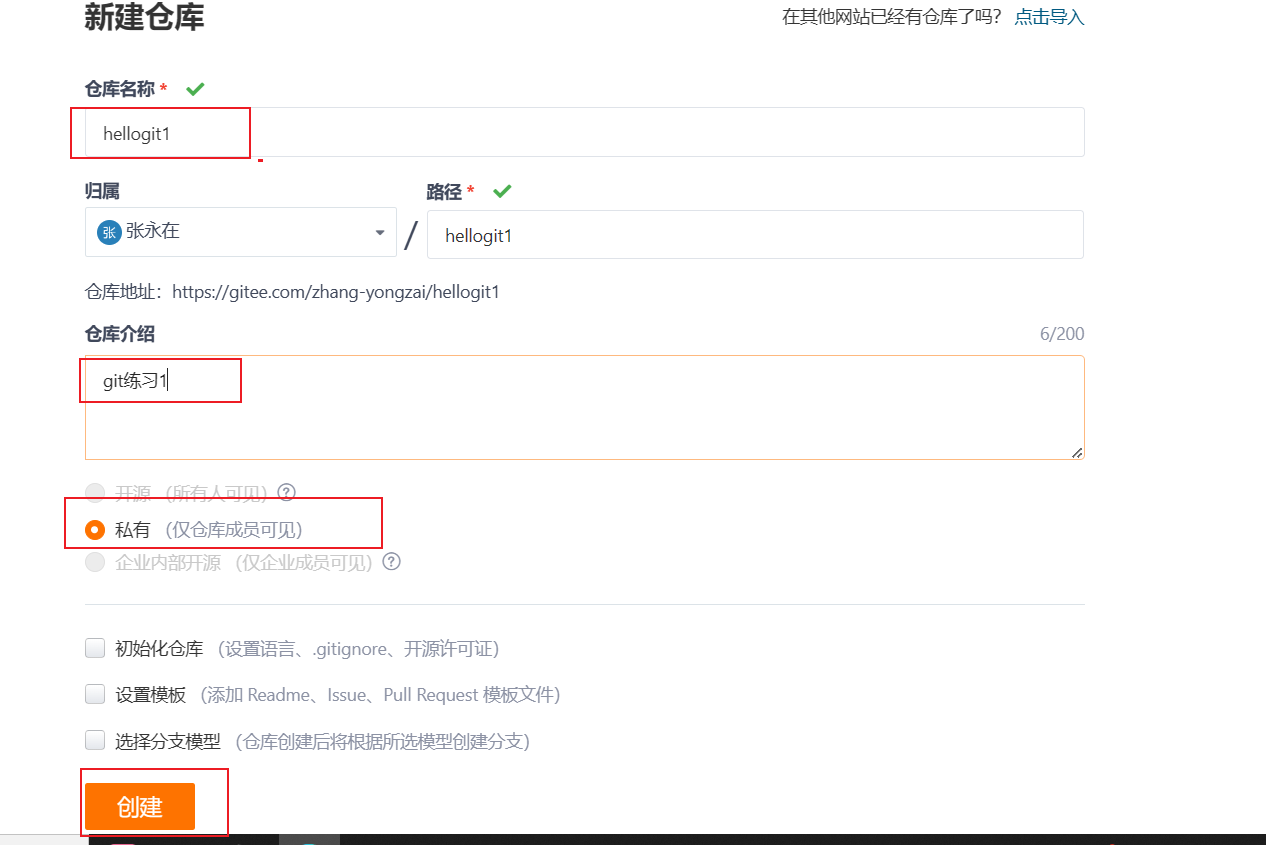 新建仓库
在其他网站已经有仓库了吗？ 点击导入
仓库名称 *
hellogit1
归属
路径 *
张 张永在
/
hellogit1
仓库地址：https://gitee.com/zhang-yongzai/hellogit1
仓库介绍
6/200
git练习1
开源 （所有人可见） ?
私有 （仅仓库成员可见）
企业内部开源 （仅企业成员可见） ?
初始化仓库 （设置语言、.gitignore、开源许可证）
设置模板 （添加 Readme、Issue、Pull Request 模板文件）
选择分支模型 （仓库创建后将根据所选模型创建分支）
创建